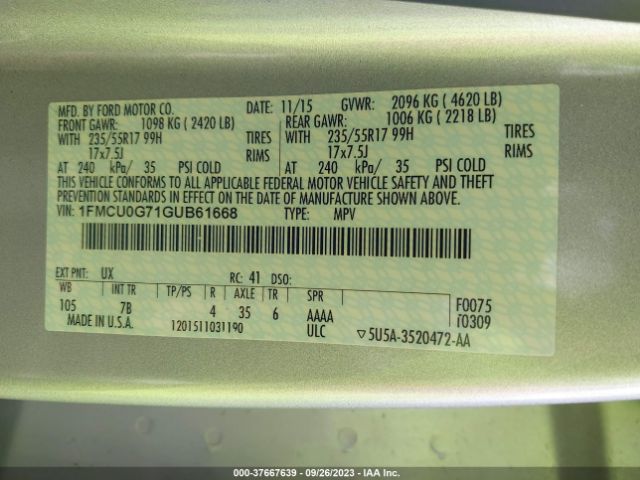 MFD. BY FORD MOTOR CO. DATE: 11/15 GVWR: 2096 KG ( 4620 LB)
FRONT GAWR: 1098 KG ( 2420 LB) REAR GAWR: 1006 KG ( 2218 LB)
WITH 235/55R17 99H TIRES WITH 235/55R17 99H TIRES
17x7.5J RIMS 17x7.5J RIMS
AT 240 kPa/ 35 PSI COLD AT 240 kPa/ 35 PSI COLD
THIS VEHICLE CONFORMS TO ALL APPLICABLE FEDERAL MOTOR VEHICLE SAFETY AND THEFT
PREVENTION STANDARDS IN EFFECT ON THE DATE OF MANUFACTURE SHOWN ABOVE.
VIN: 1FMCU0G71GUB61668 TYPE: MPV
EXT PNT: UX RC: 41 DSO:
WB INT TR TP/PS R AXLE TR SPR F0075
105 7B 4 35 6 AAAA T0309
MADE IN U.S.A. 1201511031190 ULC ▽5U5A-3520472-AA
000-37667639 / 09/26/2023 / IAA Inc.